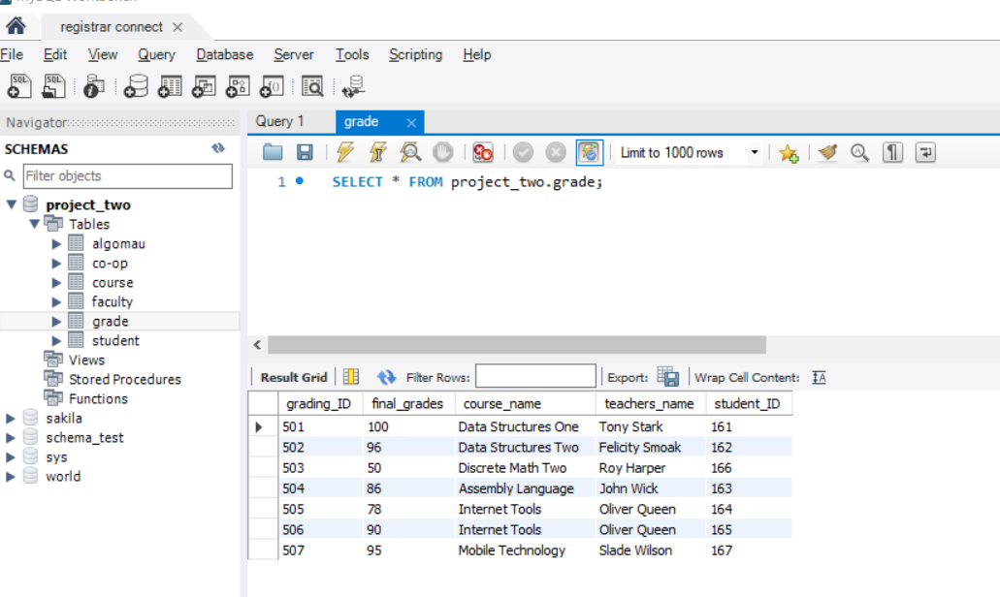 MySQL Workbench
registrar connect ×
File Edit View Query Database Server Tools Scripting Help
Navigator
Query 1 grade ×
SCHEMAS
Limit to 1000 rows
Filter objects
1 SELECT * FROM project_two.grade;
project_two
Tables
algomau
co-op
course
faculty
grade
student
Views
Stored Procedures
Functions
sakila
schema_test
sys
world
Result Grid Filter Rows: Export: Wrap Cell Content: IA
grading_ID final_grades course_name teachers_name student_ID
501 100 Data Structures One Tony Stark 161
502 96 Data Structures Two Felicity Smoak 162
503 50 Discrete Math Two Roy Harper 166
504 86 Assembly Language John Wick 163
505 78 Internet Tools Oliver Queen 164
506 90 Internet Tools Oliver Queen 165
507 95 Mobile Technology Slade Wilson 167